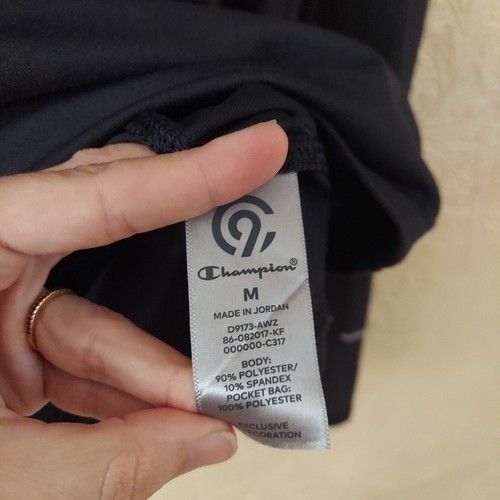 C9
Champion®
M
MADE IN JORDAN
D9173-AWZ
86-082017-KF
000000-C317
BODY:
90% POLYESTER/
10% SPANDEX
POCKET BAG:
100% POLYESTER
EXCLUSIVE